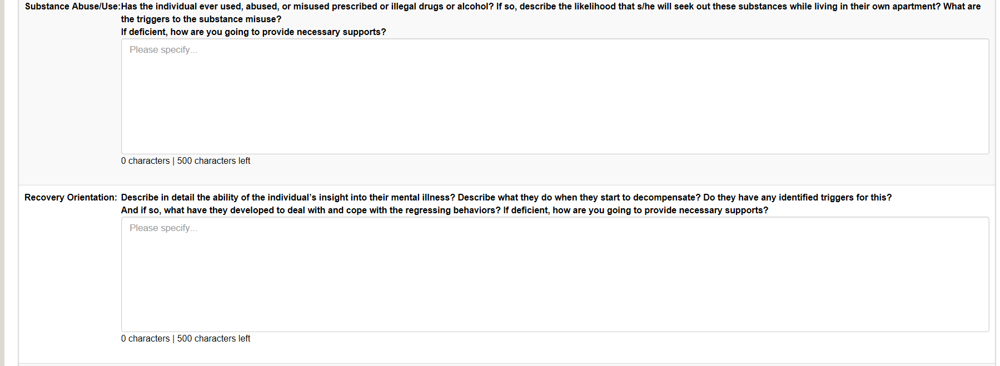 Substance Abuse/Use:Has the individual ever used, abused, or misused prescribed or illegal drugs or alcohol? If so, describe the likelihood that s/he will seek out these substances while living in their own apartment? What are
the triggers to the substance misuse?
If deficient, how are you going to provide necessary supports?
Please specify...
0 characters | 500 characters left
Recovery Orientation: Describe in detail the ability of the individual's insight into their mental illness? Describe what they do when they start to decompensate? Do they have any identified triggers for this?
And if so, what have they developed to deal with and cope with the regressing behaviors? If deficient, how are you going to provide necessary supports?
Please specify...
0 characters | 500 characters left